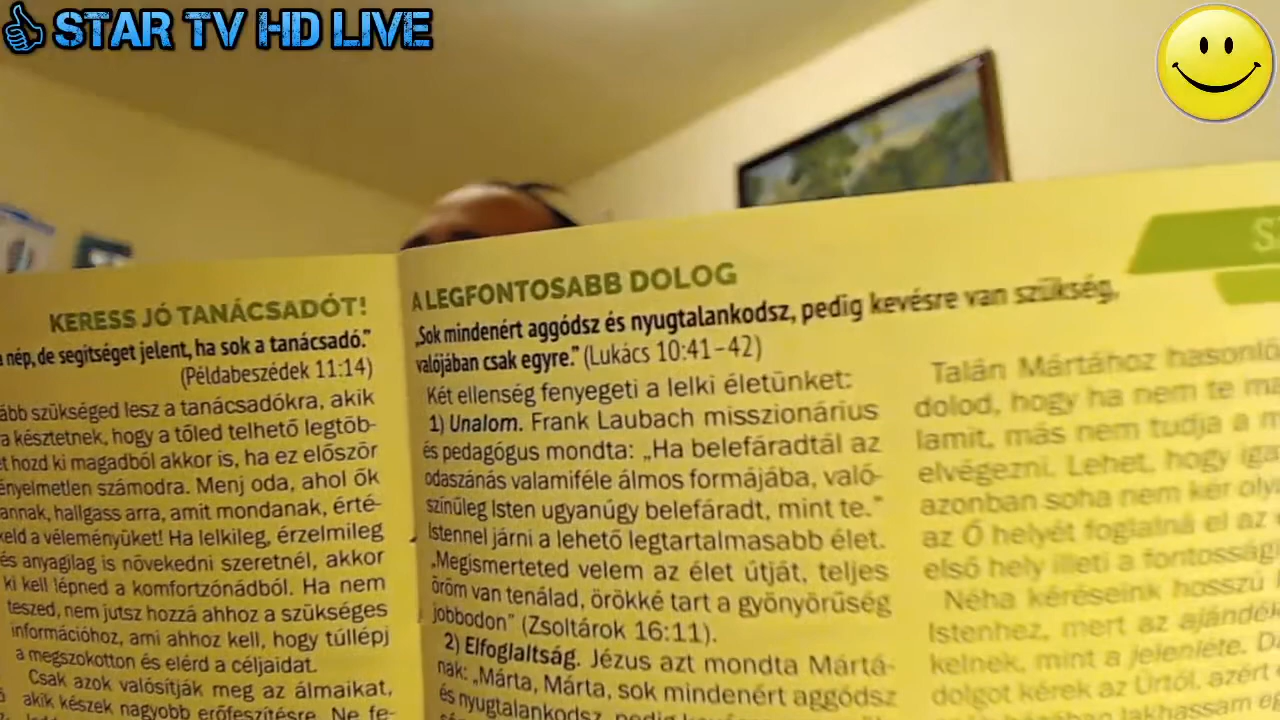 STAR TV HD LIVE
KERESS JÓ TANÁCSADÓT!
a nép, de segítséget jelent, ha sok a tanácsadó.”
(Példabeszédek 11:14)
szükséged lesz a tanácsadókra, akik
késztetnek, hogy a tőled telhető legtöb-
hozd ki magadból akkor is, ha ez először
számodra. Menj oda, ahol ők
hallgass arra, amit mondanak, érté-
a véleményüket! Ha lelkileg, érzelmileg
és anyagilag is növekedni szeretnél, akkor
ki kell lépned a komfortzónádból. Ha nem
teszed, nem jutsz hozzá ahhoz a szükséges
információhoz, ami ahhoz kell, hogy túllépj
a megszokotton és elérd a céljaidat.
Csak azok valósítják meg az álmaikat,
akik készek nagyobb erőfeszítésre. Ne fe-
A LEGFONTOSABB DOLOG
„Sok mindenért aggódsz és nyugtalankodsz, pedig kevésre van szükség,
valójában csak egyre.” (Lukács 10:41–42)
Két ellenség fenyegeti a lelki életünket:
1) Unalom. Frank Laubach misszionárius
és pedagógus mondta: „Ha belefáradtál az
odaszánás valamiféle álmos formájába, való-
színűleg Isten ugyanúgy belefáradt, mint te.”
Istennel járni a lehető legtartalmasabb élet.
„Megismerteted velem az élet útját, teljes
öröm van tenálad, örökké tart a gyönyörűség
jobbodon” (Zsoltárok 16:11).
2) Elfoglaltság. Jézus azt mondta Mártá-
nak: „Márta, Márta, sok mindenért aggódsz
és nyugtalankodsz, pedig
Talán Mártához hasonló
dolod, hogy ha nem te
lamit, más nem tudja a
elvégezni. Lehet, hogy
azonban soha nem kér
az Ő helyét foglalná el az
első hely illeti a
Néha kéréseink hosszú
Istenhez, mert az
kelnek, mint a jelenléte.
dolgot kérek az Úrtól, azért